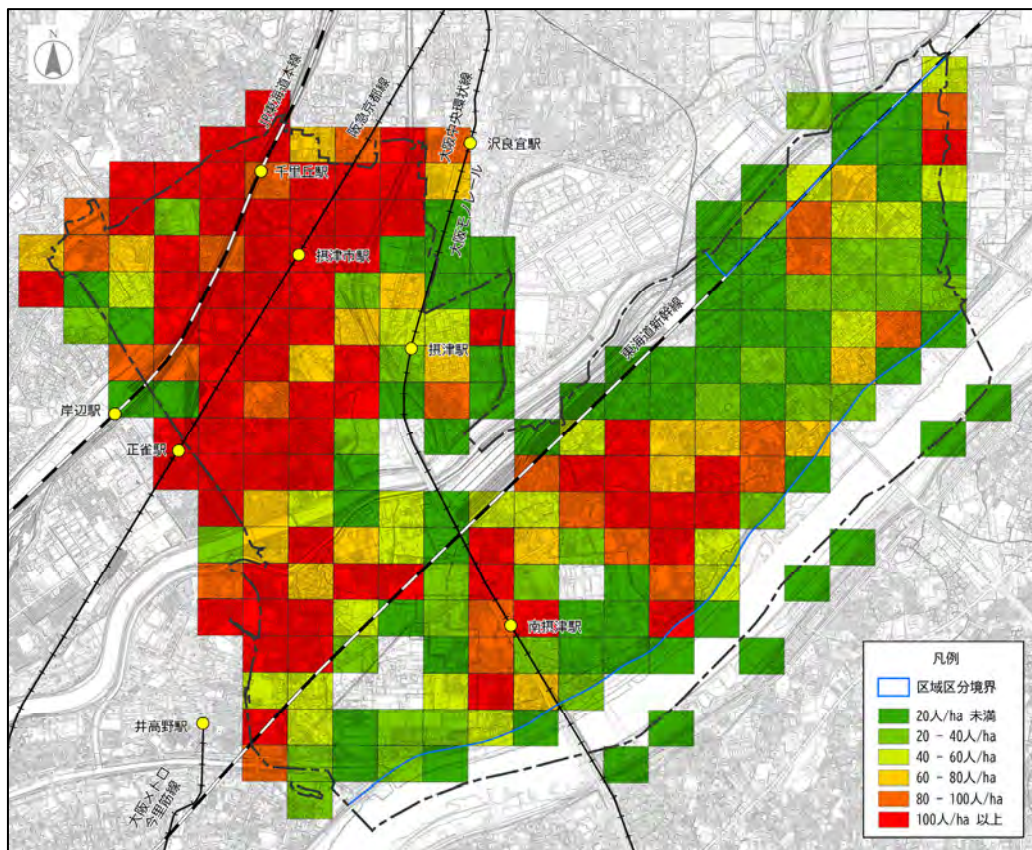 N
JR東海道本線
阪急京都線
大阪中央環状線
沢良宜駅
千里丘駅
大阪モノレール
摂津市駅
東海道新幹線
摂津駅
岸辺駅
正雀駅
南摂津駅
井高野駅
大阪メトロ
今里筋線
凡例
区域区分境界
20人/ha 未満
20 - 40人/ha
40 - 60人/ha
60 - 80人/ha
80 - 100人/ha
100人/ha 以上